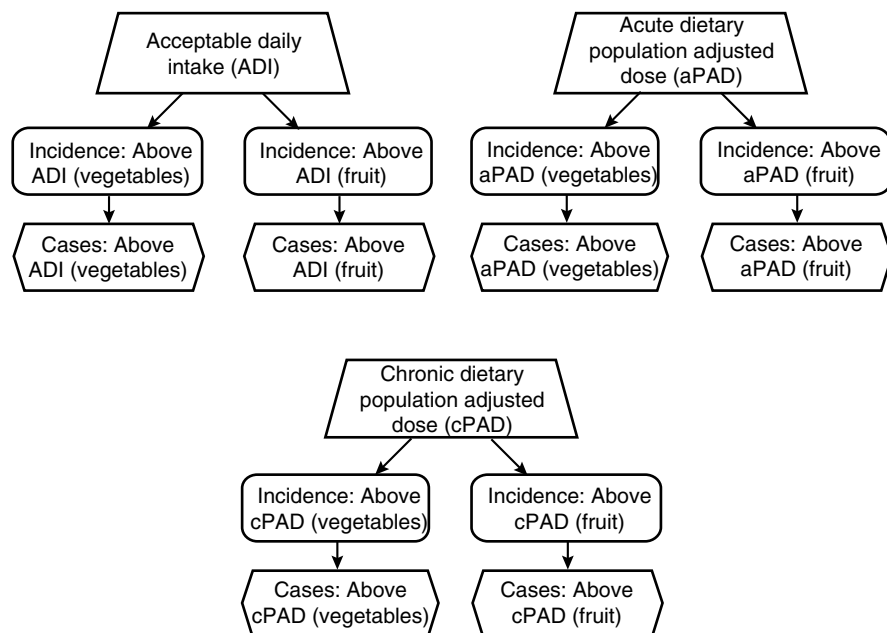 Acceptable daily
intake (ADI)
Incidence: Above
ADI (vegetables)
Incidence: Above
ADI (fruit)
Cases: Above
ADI (vegetables)
Cases: Above
ADI (fruit)
Acute dietary
population adjusted
dose (aPAD)
Incidence: Above
aPAD (vegetables)
Incidence: Above
aPAD (fruit)
Cases: Above
aPAD (vegetables)
Cases: Above
aPAD (fruit)
Chronic dietary
population adjusted
dose (cPAD)
Incidence: Above
cPAD (vegetables)
Incidence: Above
cPAD (fruit)
Cases: Above
cPAD (vegetables)
Cases: Above
cPAD (fruit)